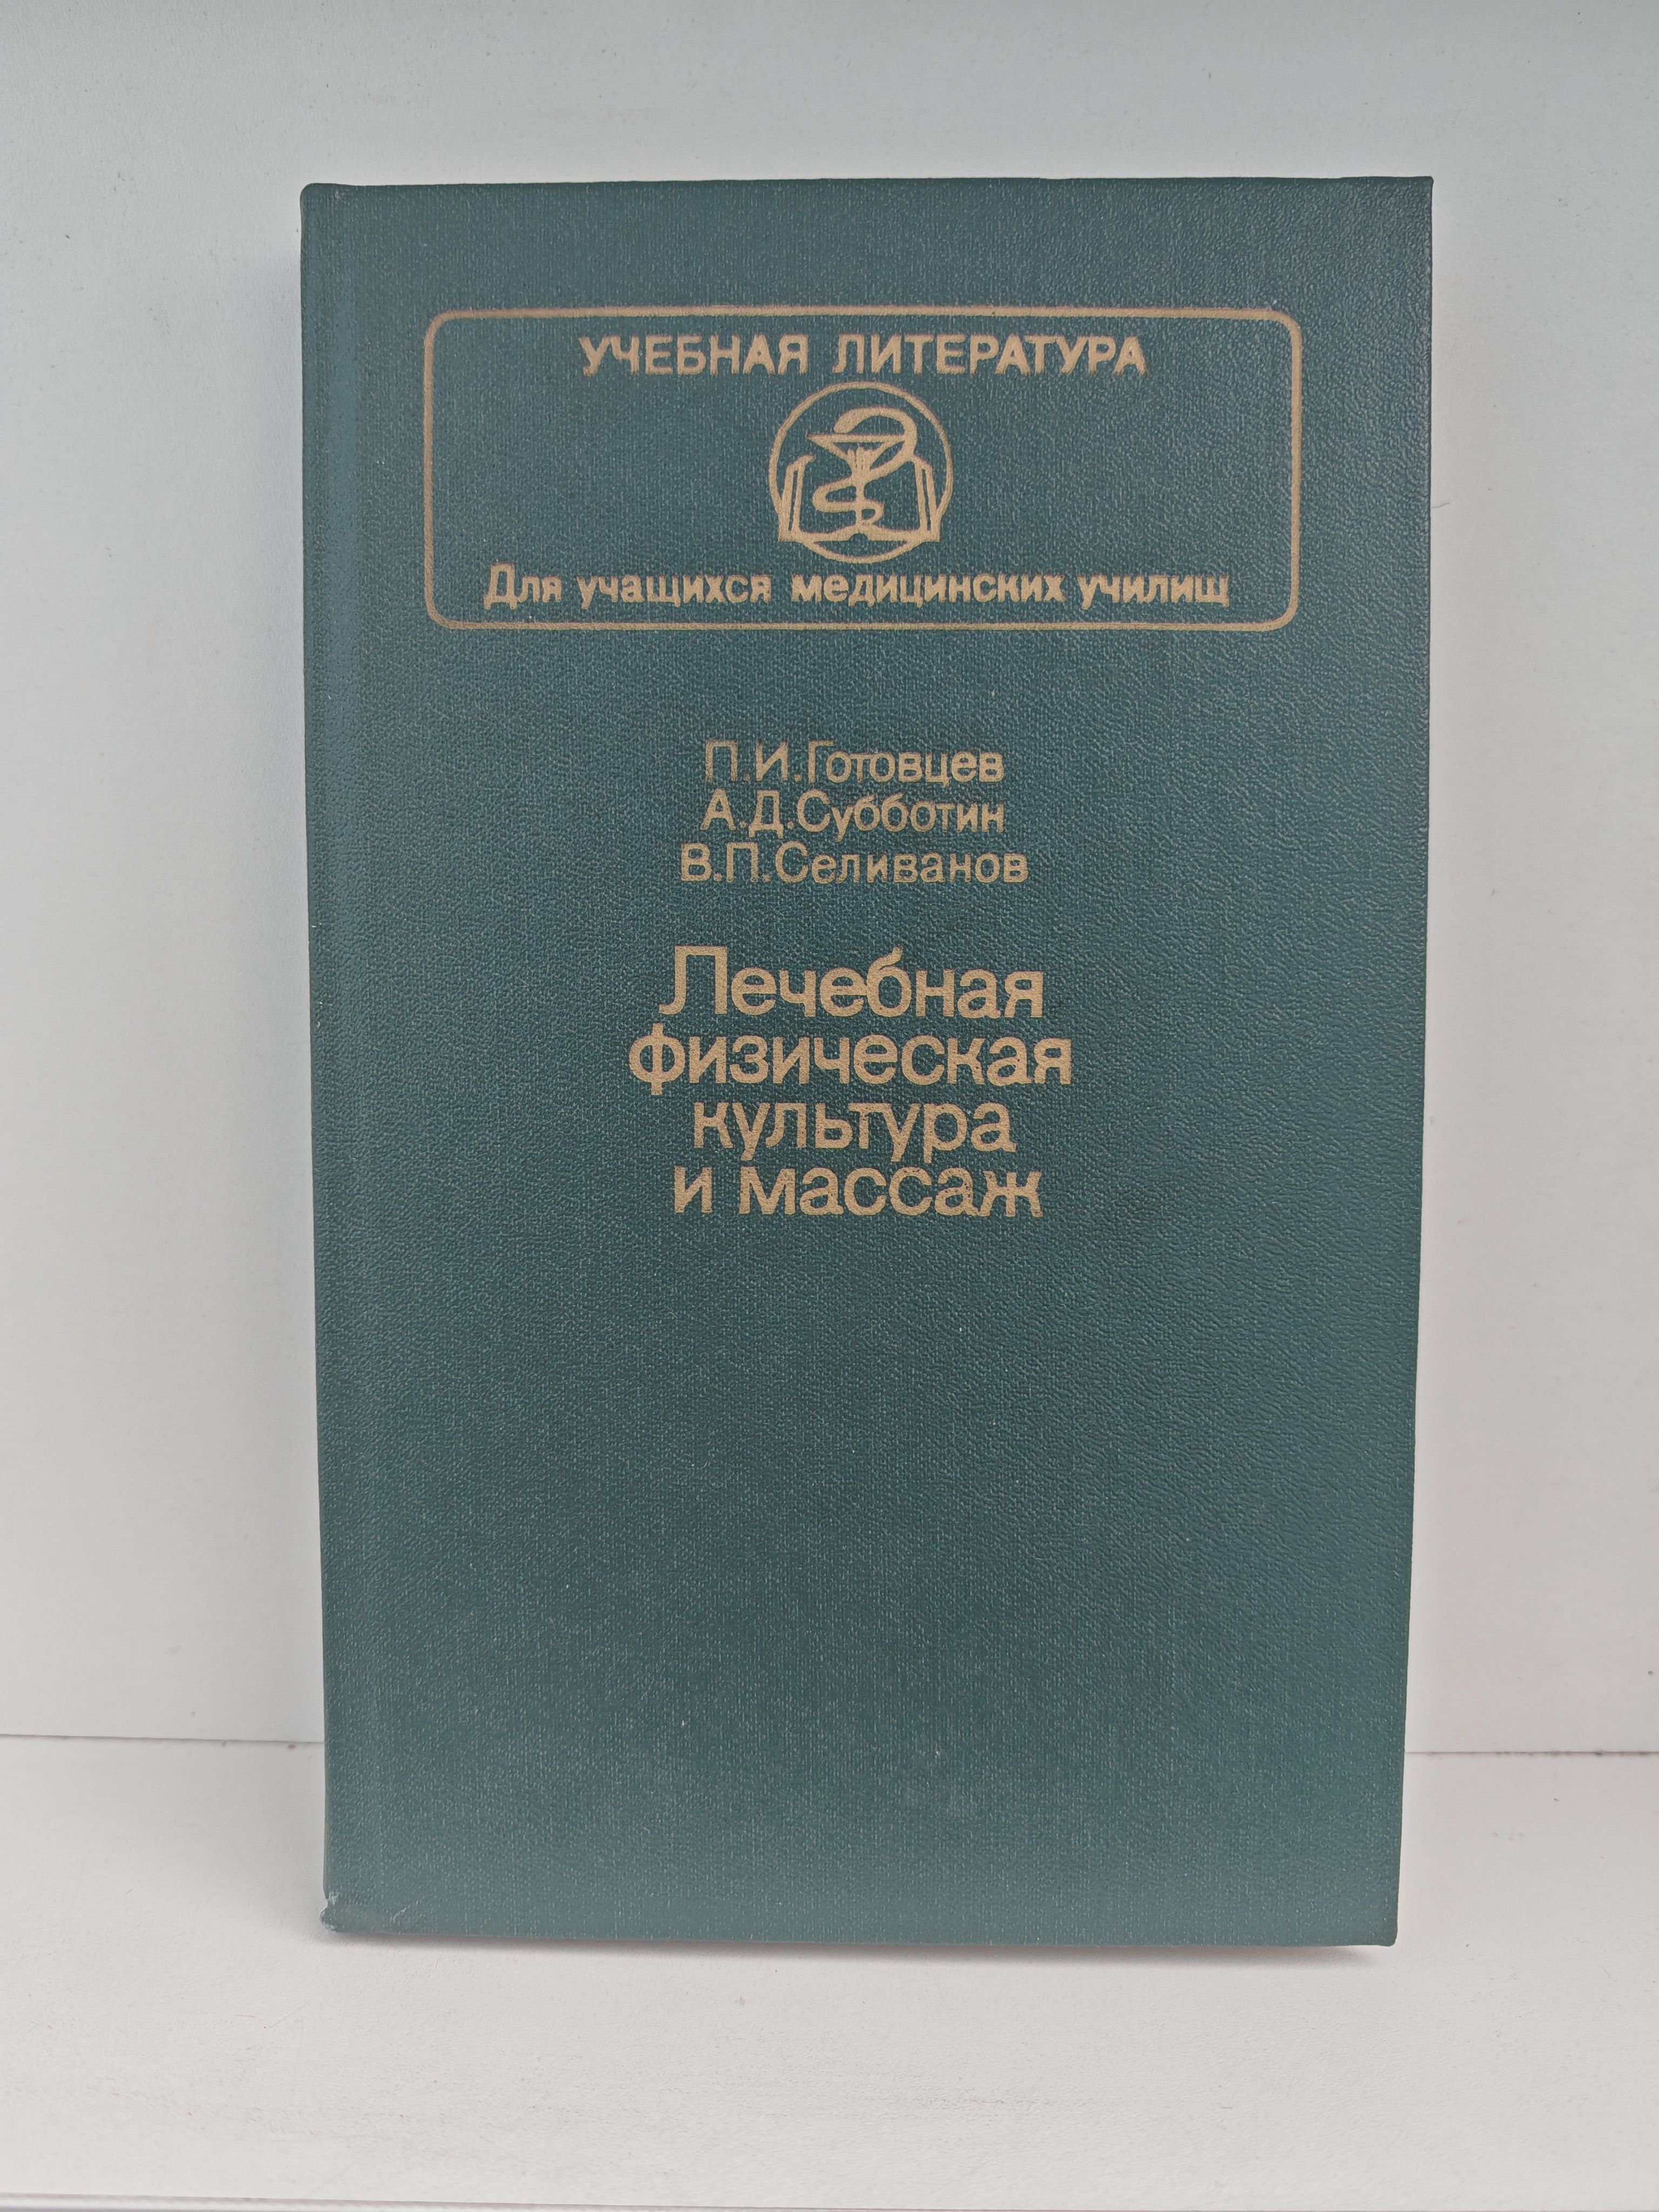 УЧЕБНАЯ ЛИТЕРАТУРА
Для учащихся медицинских училищ
П.И.Готовцев
А.Д.Субботин
В.П.Селиванов
Лечебная
физическая
культура
и массаж